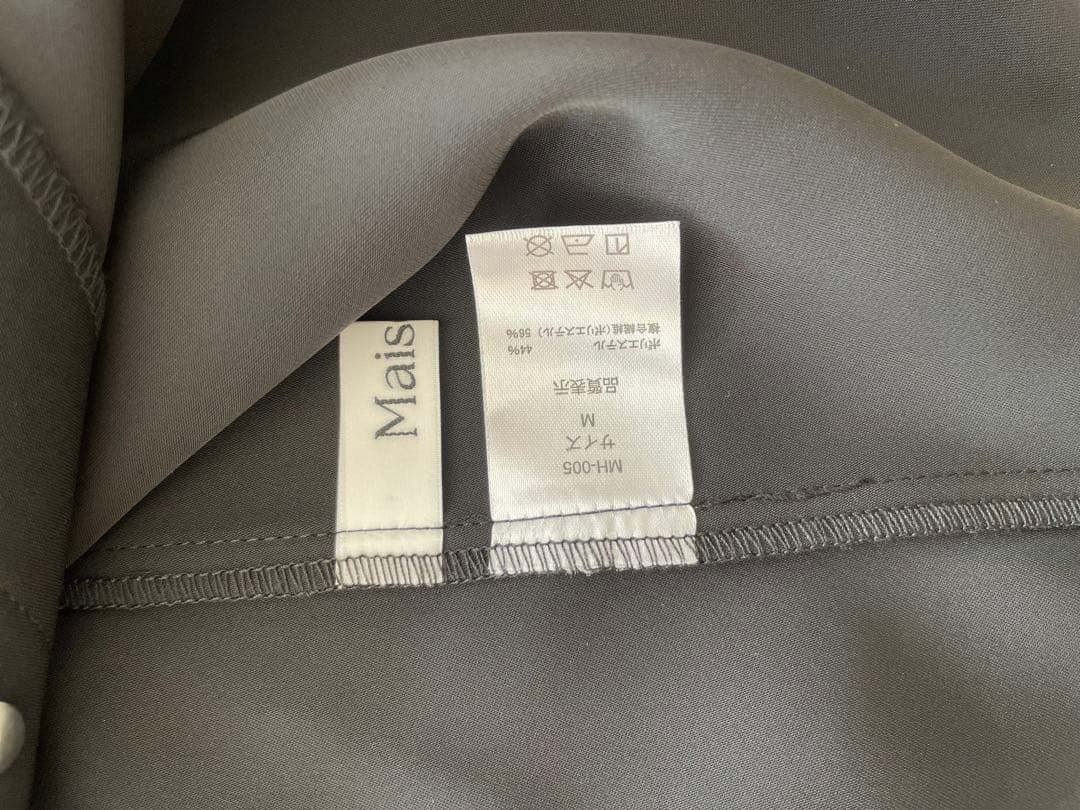 Mais
MH-005
サイズ
M
品質表示
ポリエステル 44%
複合繊維(ポリエステル) 56%